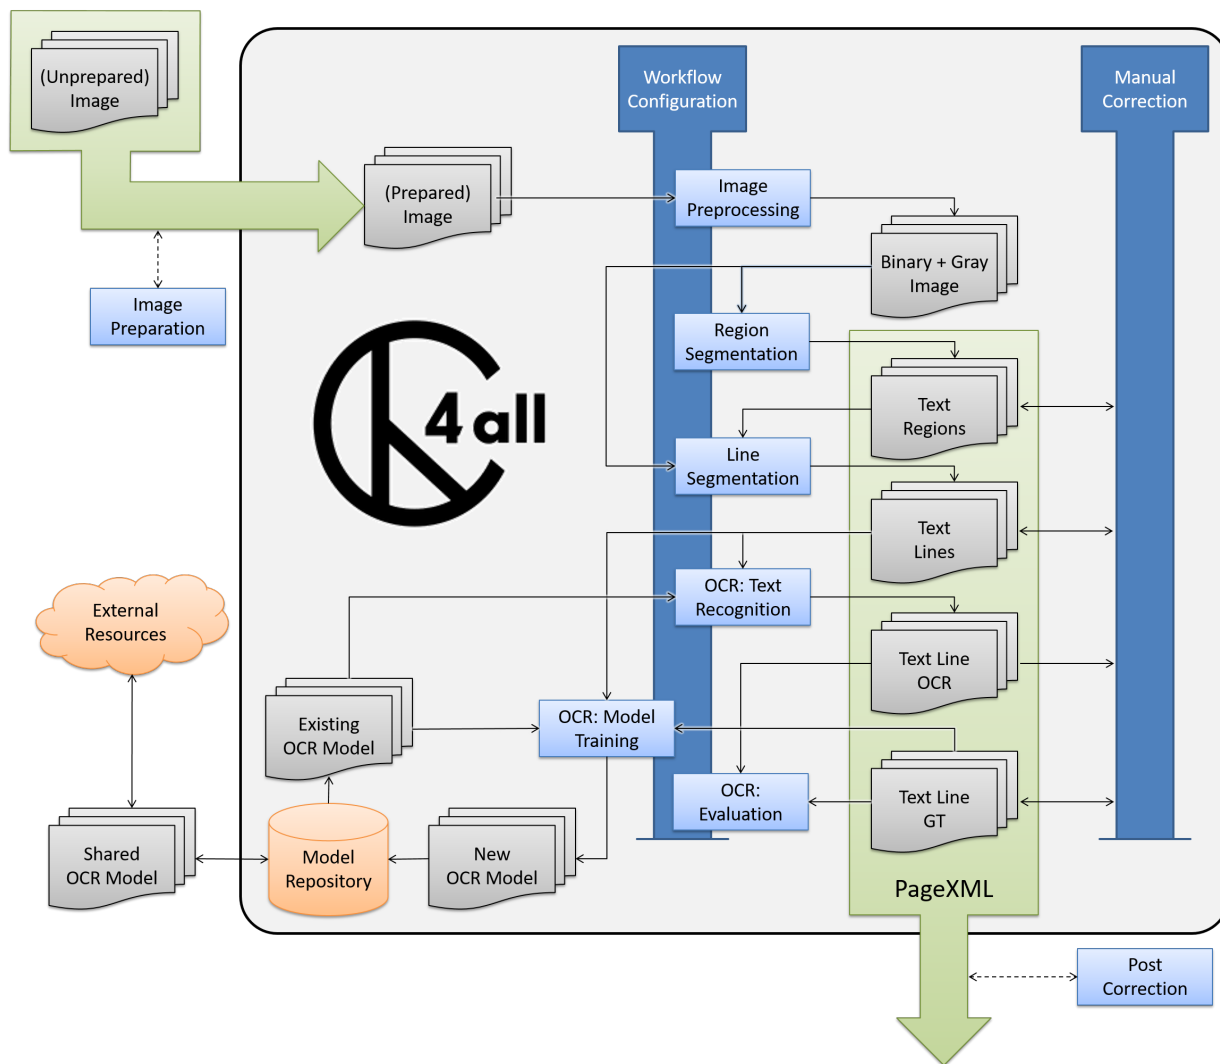 (Unprepared)
Image
Workflow
Configuration
Manual
Correction
(Prepared)
Image
Image
Preprocessing
Binary + Gray
Image
Image
Preparation
Region
Segmentation
4all
Text
Regions
Line
Segmentation
Text
Lines
External
Resources
OCR: Text
Recognition
Text Line
OCR
Existing
OCR Model
OCR: Model
Training
OCR:
Evaluation
Text Line
GT
Shared
OCR Model
Model
Repository
New
OCR Model
PageXML
Post
Correction